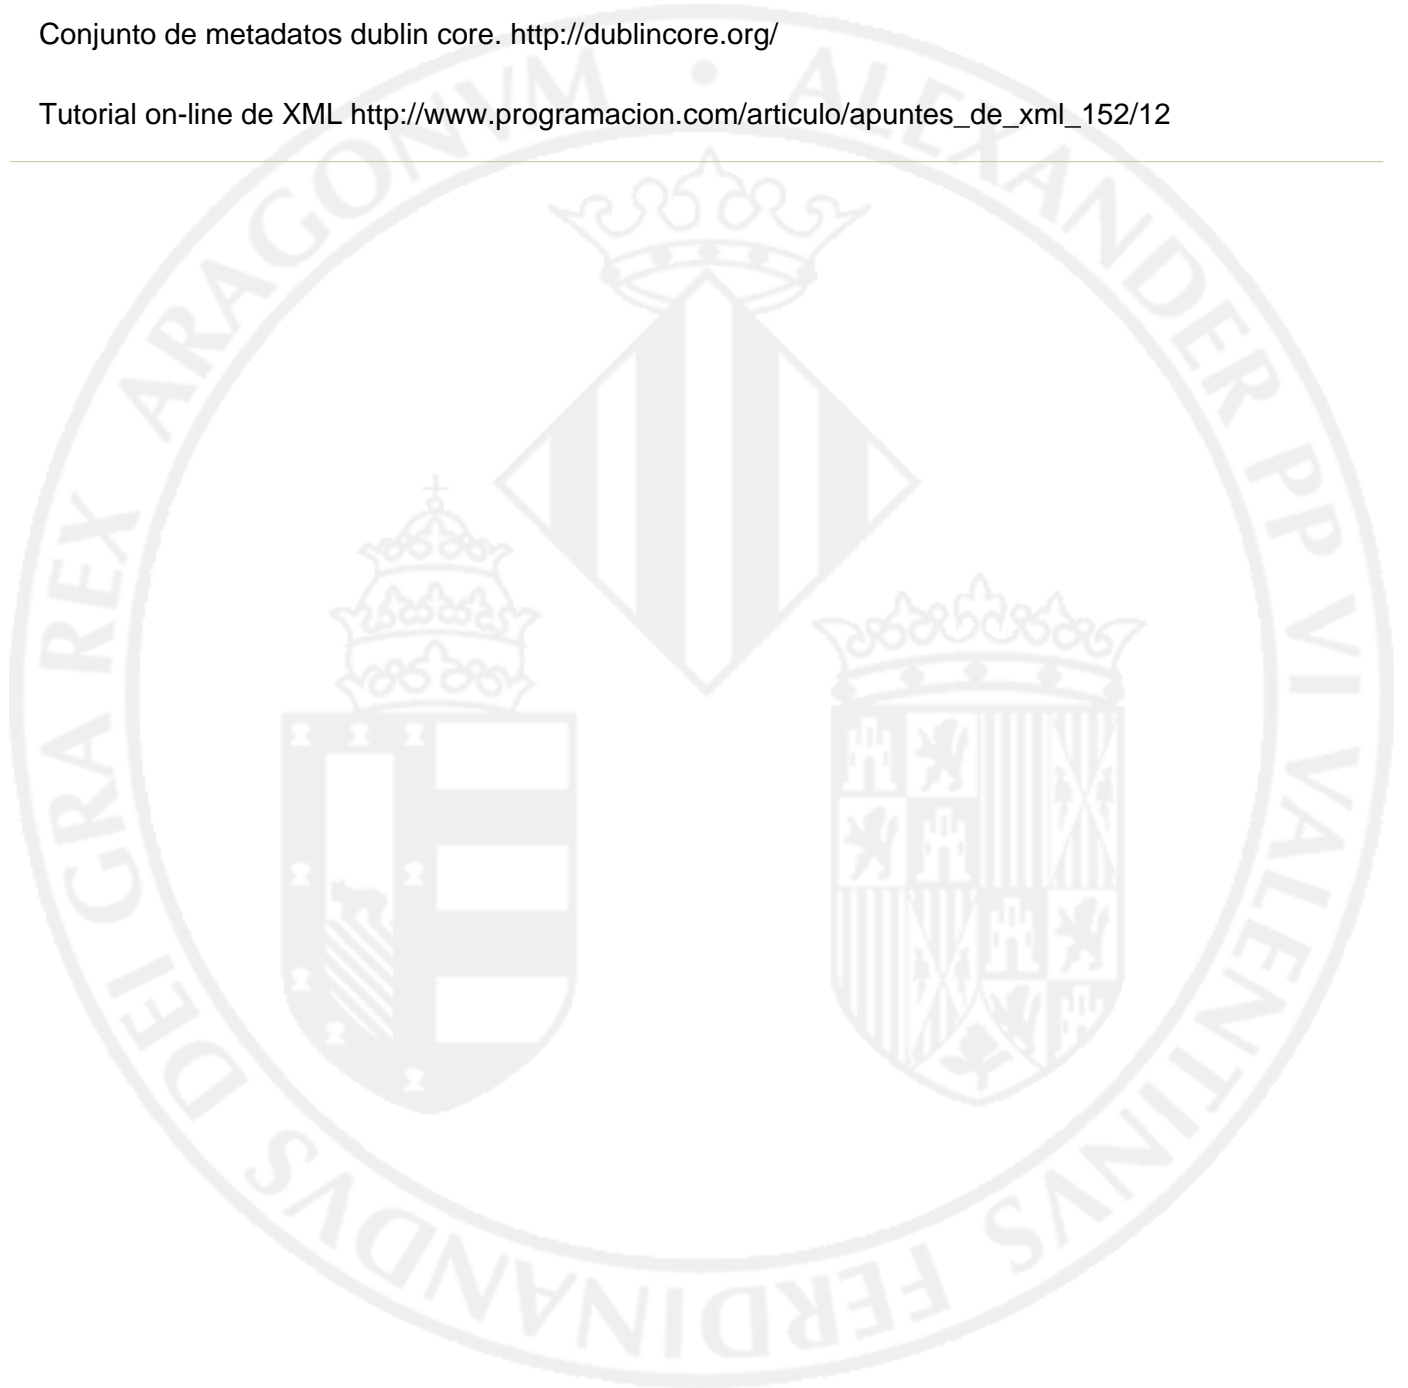 Conjunto de metadatos dublin core. http://dublincore.org/
Tutorial on-line de XML http://www.programacion.com/articulo/apuntes_de_xml_152/12
ALEXANDER PP VI VALENTINVS FERDINANDVS DEI GRA REX ARAGONVM •